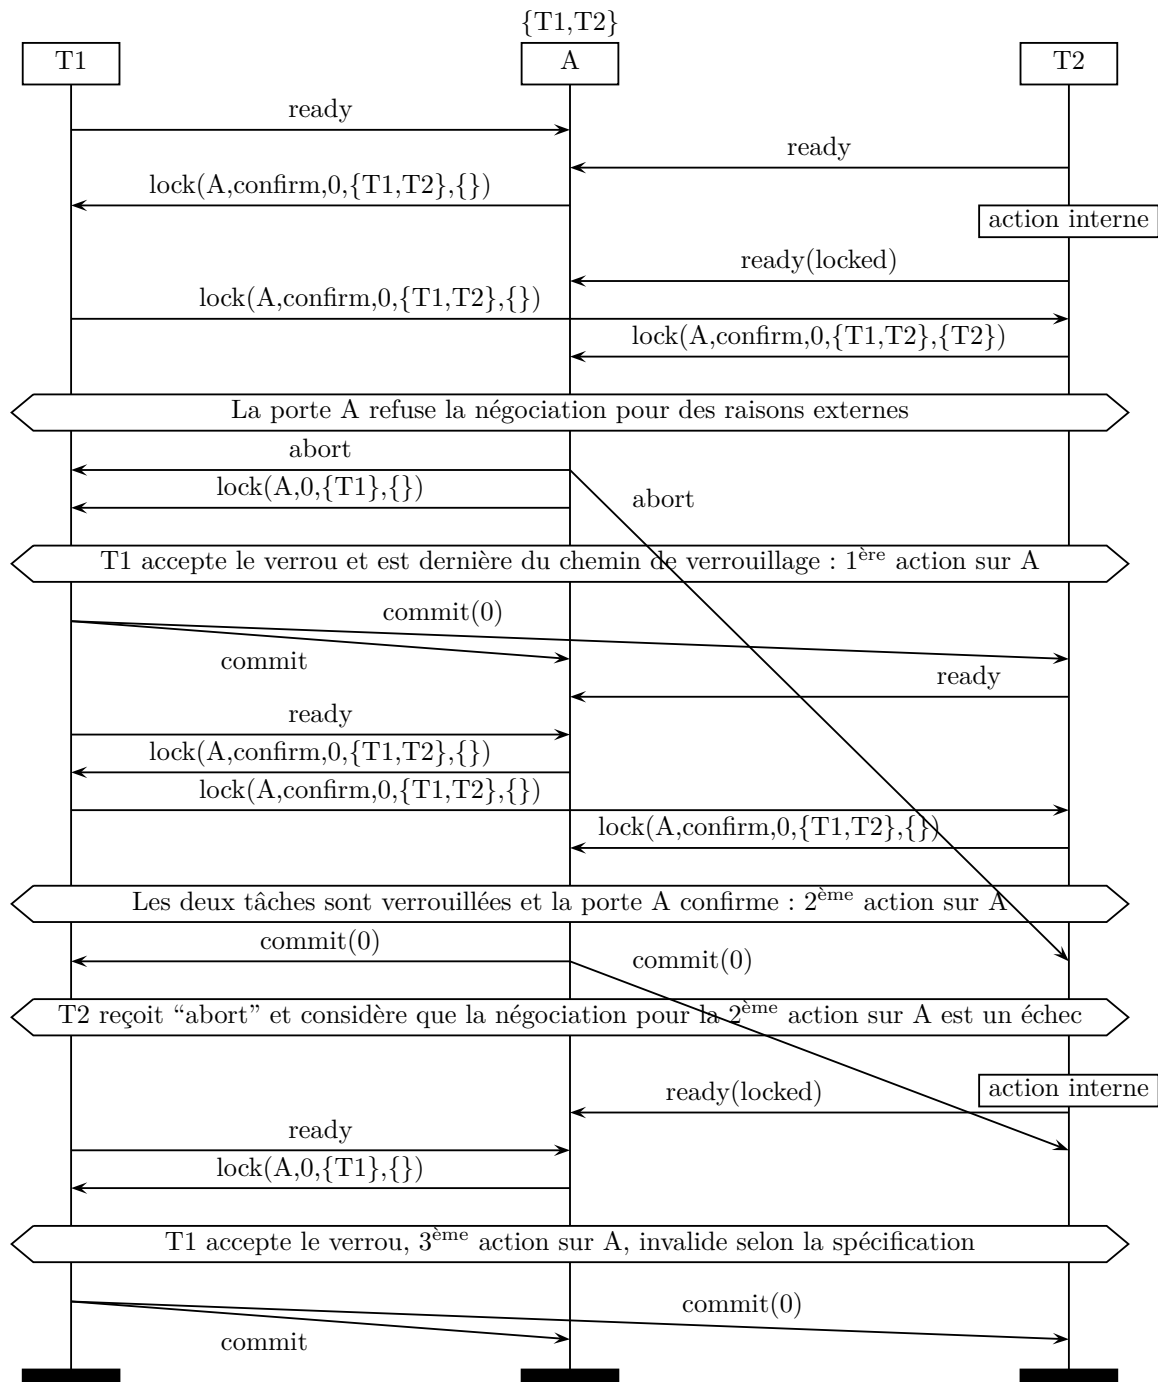 {T1,T2}
T1
A
T2
ready
ready
lock(A,confirm,0,{T1,T2},{})
action interne
ready(locked)
lock(A,confirm,0,{T1,T2},{})
lock(A,confirm,0,{T1,T2},{T2})
La porte A refuse la négociation pour des raisons externes
abort
lock(A,0,{T1},{})
abort
T1 accepte le verrou et est dernière du chemin de verrouillage : 1ère action sur A
commit(0)
commit
ready
ready
lock(A,confirm,0,{T1,T2},{})
lock(A,confirm,0,{T1,T2},{})
lock(A,confirm,0,{T1,T2},{})
Les deux tâches sont verrouillées et la porte A confirme : 2ème action sur A
commit(0)
commit(0)
T2 reçoit “abort” et considère que la négociation pour la 2ème action sur A est un échec
action interne
ready(locked)
ready
lock(A,0,{T1},{})
T1 accepte le verrou, 3ème action sur A, invalide selon la spécification
commit(0)
commit